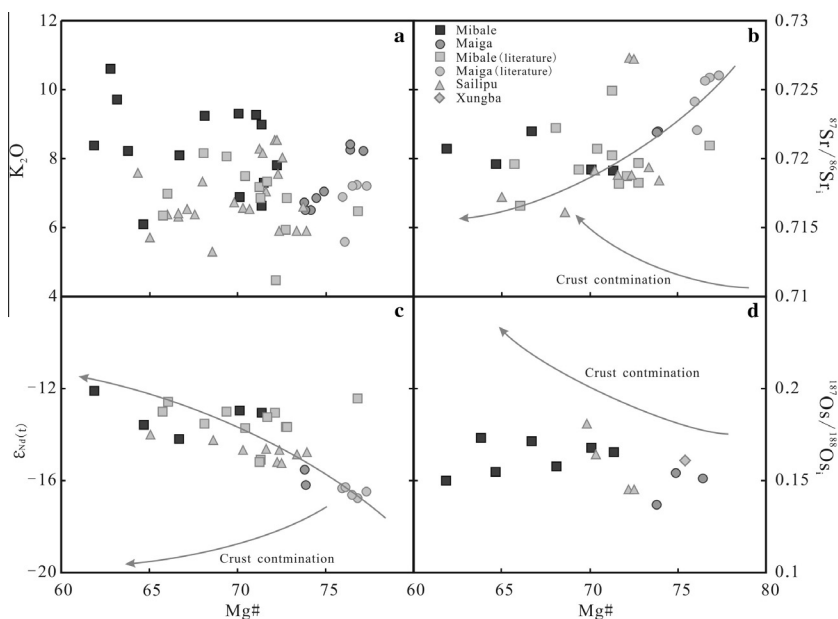 12
10
8
6
4
K2O
a
b
Mibale
Maiga
Mibale (literature)
Maiga (literature)
Sailipu
Xungba
Crust contmination
0.73
0.725
0.72
0.715
0.71
87Sr/86Sri
c
-12
-16
-20
εNd(t)
Crust contmination
60
65
70
75
Mg#
d
Crust contmination
0.2
0.15
0.1
187Os/188Osi
60
65
70
75
80
Mg#